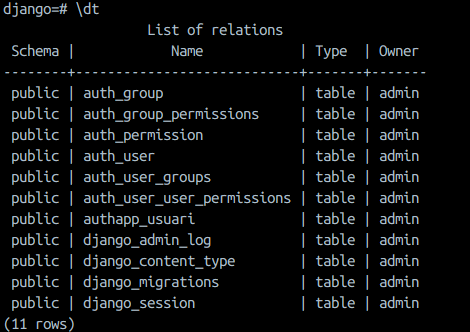 django=# \dt
List of relations
Schema | Name | Type | Owner
--------+----------------------------+-------+-------
public | auth_group | table | admin
public | auth_group_permissions | table | admin
public | auth_permission | table | admin
public | auth_user | table | admin
public | auth_user_groups | table | admin
public | auth_user_user_permissions | table | admin
public | authapp_usuari | table | admin
public | django_admin_log | table | admin
public | django_content_type | table | admin
public | django_migrations | table | admin
public | django_session | table | admin
(11 rows)